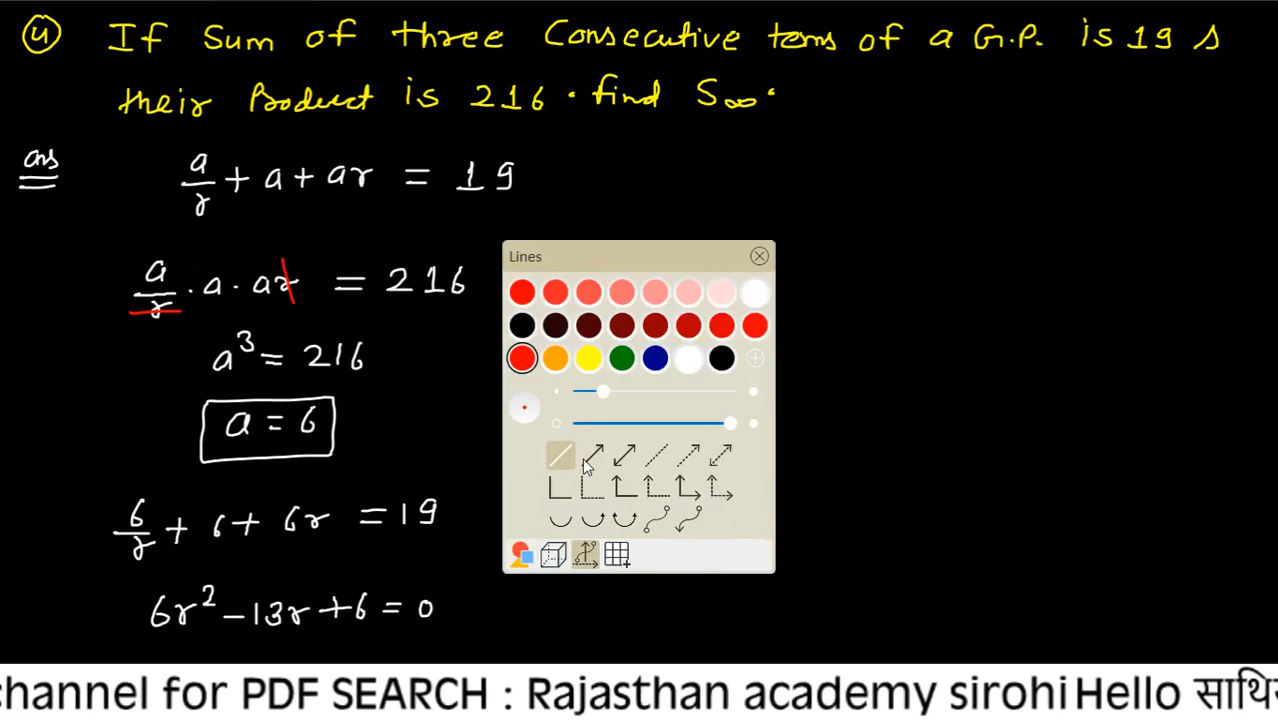 (4) If Sum of three Consecutive terms of a G.P. is 19 &
their Product is 216. find S∞.
ans
a/r + a + ar = 19
a/r . a . ar = 216
a³ = 216
a = 6
6/r + 6 + 6r = 19
6r² - 13r + 6 = 0
Lines
channel for PDF SEARCH : Rajasthan academy sirohi Hello